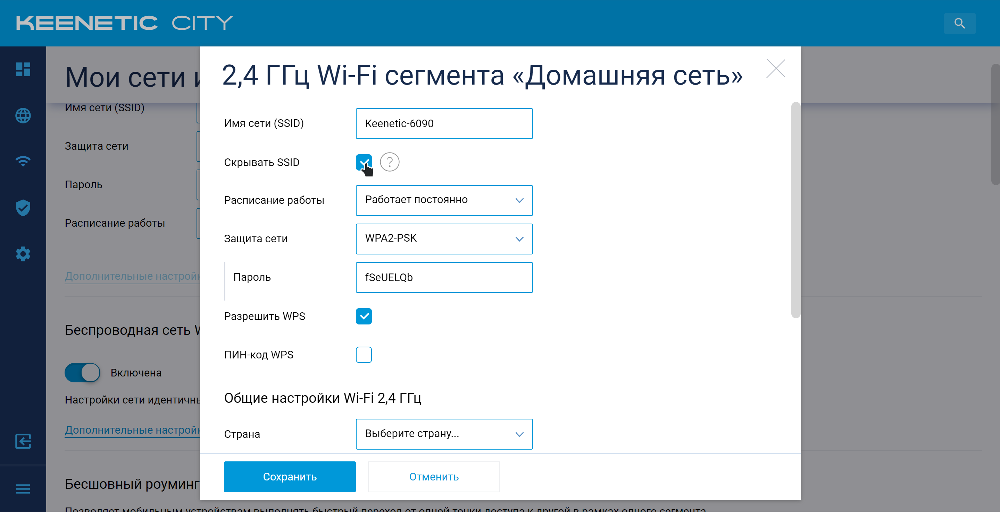 KEENETIC CITY
Мои сети и
2,4 ГГц Wi-Fi сегмента «Домашняя сеть»
Имя сети (SSID)
Защита сети
Пароль
Расписание работы
Дополнительные настройк
Беспроводная сеть W
Включена
Настройки сети идентичны
Дополнительные настройк
Бесшовный роуминг
Позволяет мобильным устройствам выполнять быстрый переход от одной точки доступа к другой в рамках одного сегмента
Имя сети (SSID)
Keenetic-6090
Скрывать SSID
?
Расписание работы
Работает постоянно
Защита сети
WPA2-PSK
Пароль
fSeUELQb
Разрешить WPS
ПИН-код WPS
Общие настройки Wi-Fi 2,4 ГГц
Страна
Выберите страну...
Сохранить
Отменить